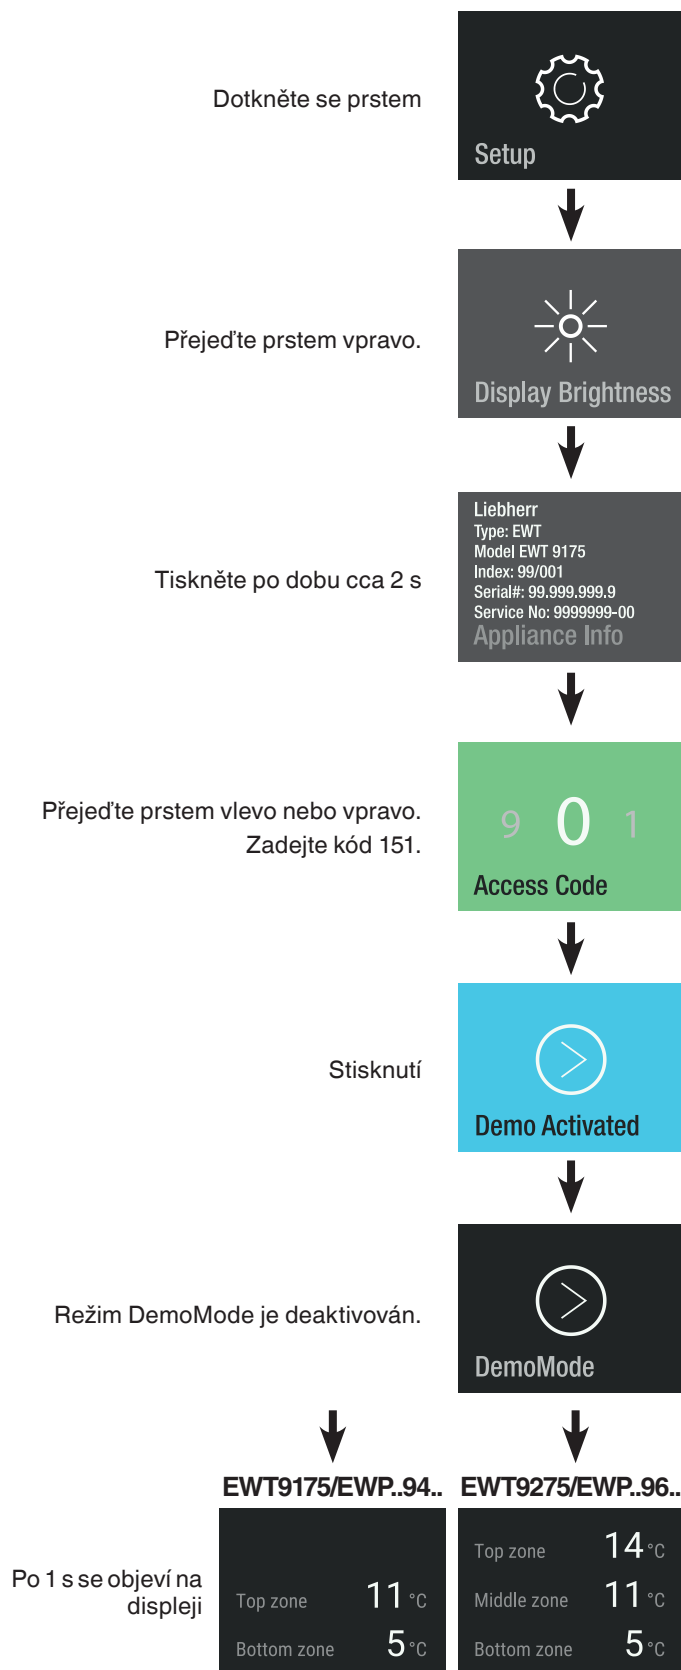 Dotkněte se prstem
Setup
Přejeďte prstem vpravo.
Display Brightness
Tiskněte po dobu cca 2 s
Liebherr
Type: EWT
Model EWT 9175
Index: 99/001
Serial#: 99.999.999.9
Service No: 9999999-00
Appliance Info
Přejeďte prstem vlevo nebo vpravo.
Zadejte kód 151.
9 0 1
Access Code
Stisknutí
Demo Activated
Režim DemoMode je deaktivován.
DemoMode
EWT9175/EWP..94..
EWT9275/EWP..96..
Po 1 s se objeví na
displeji
Top zone 11 °C
Bottom zone 5 °C
Top zone 14 °C
Middle zone 11 °C
Bottom zone 5 °C